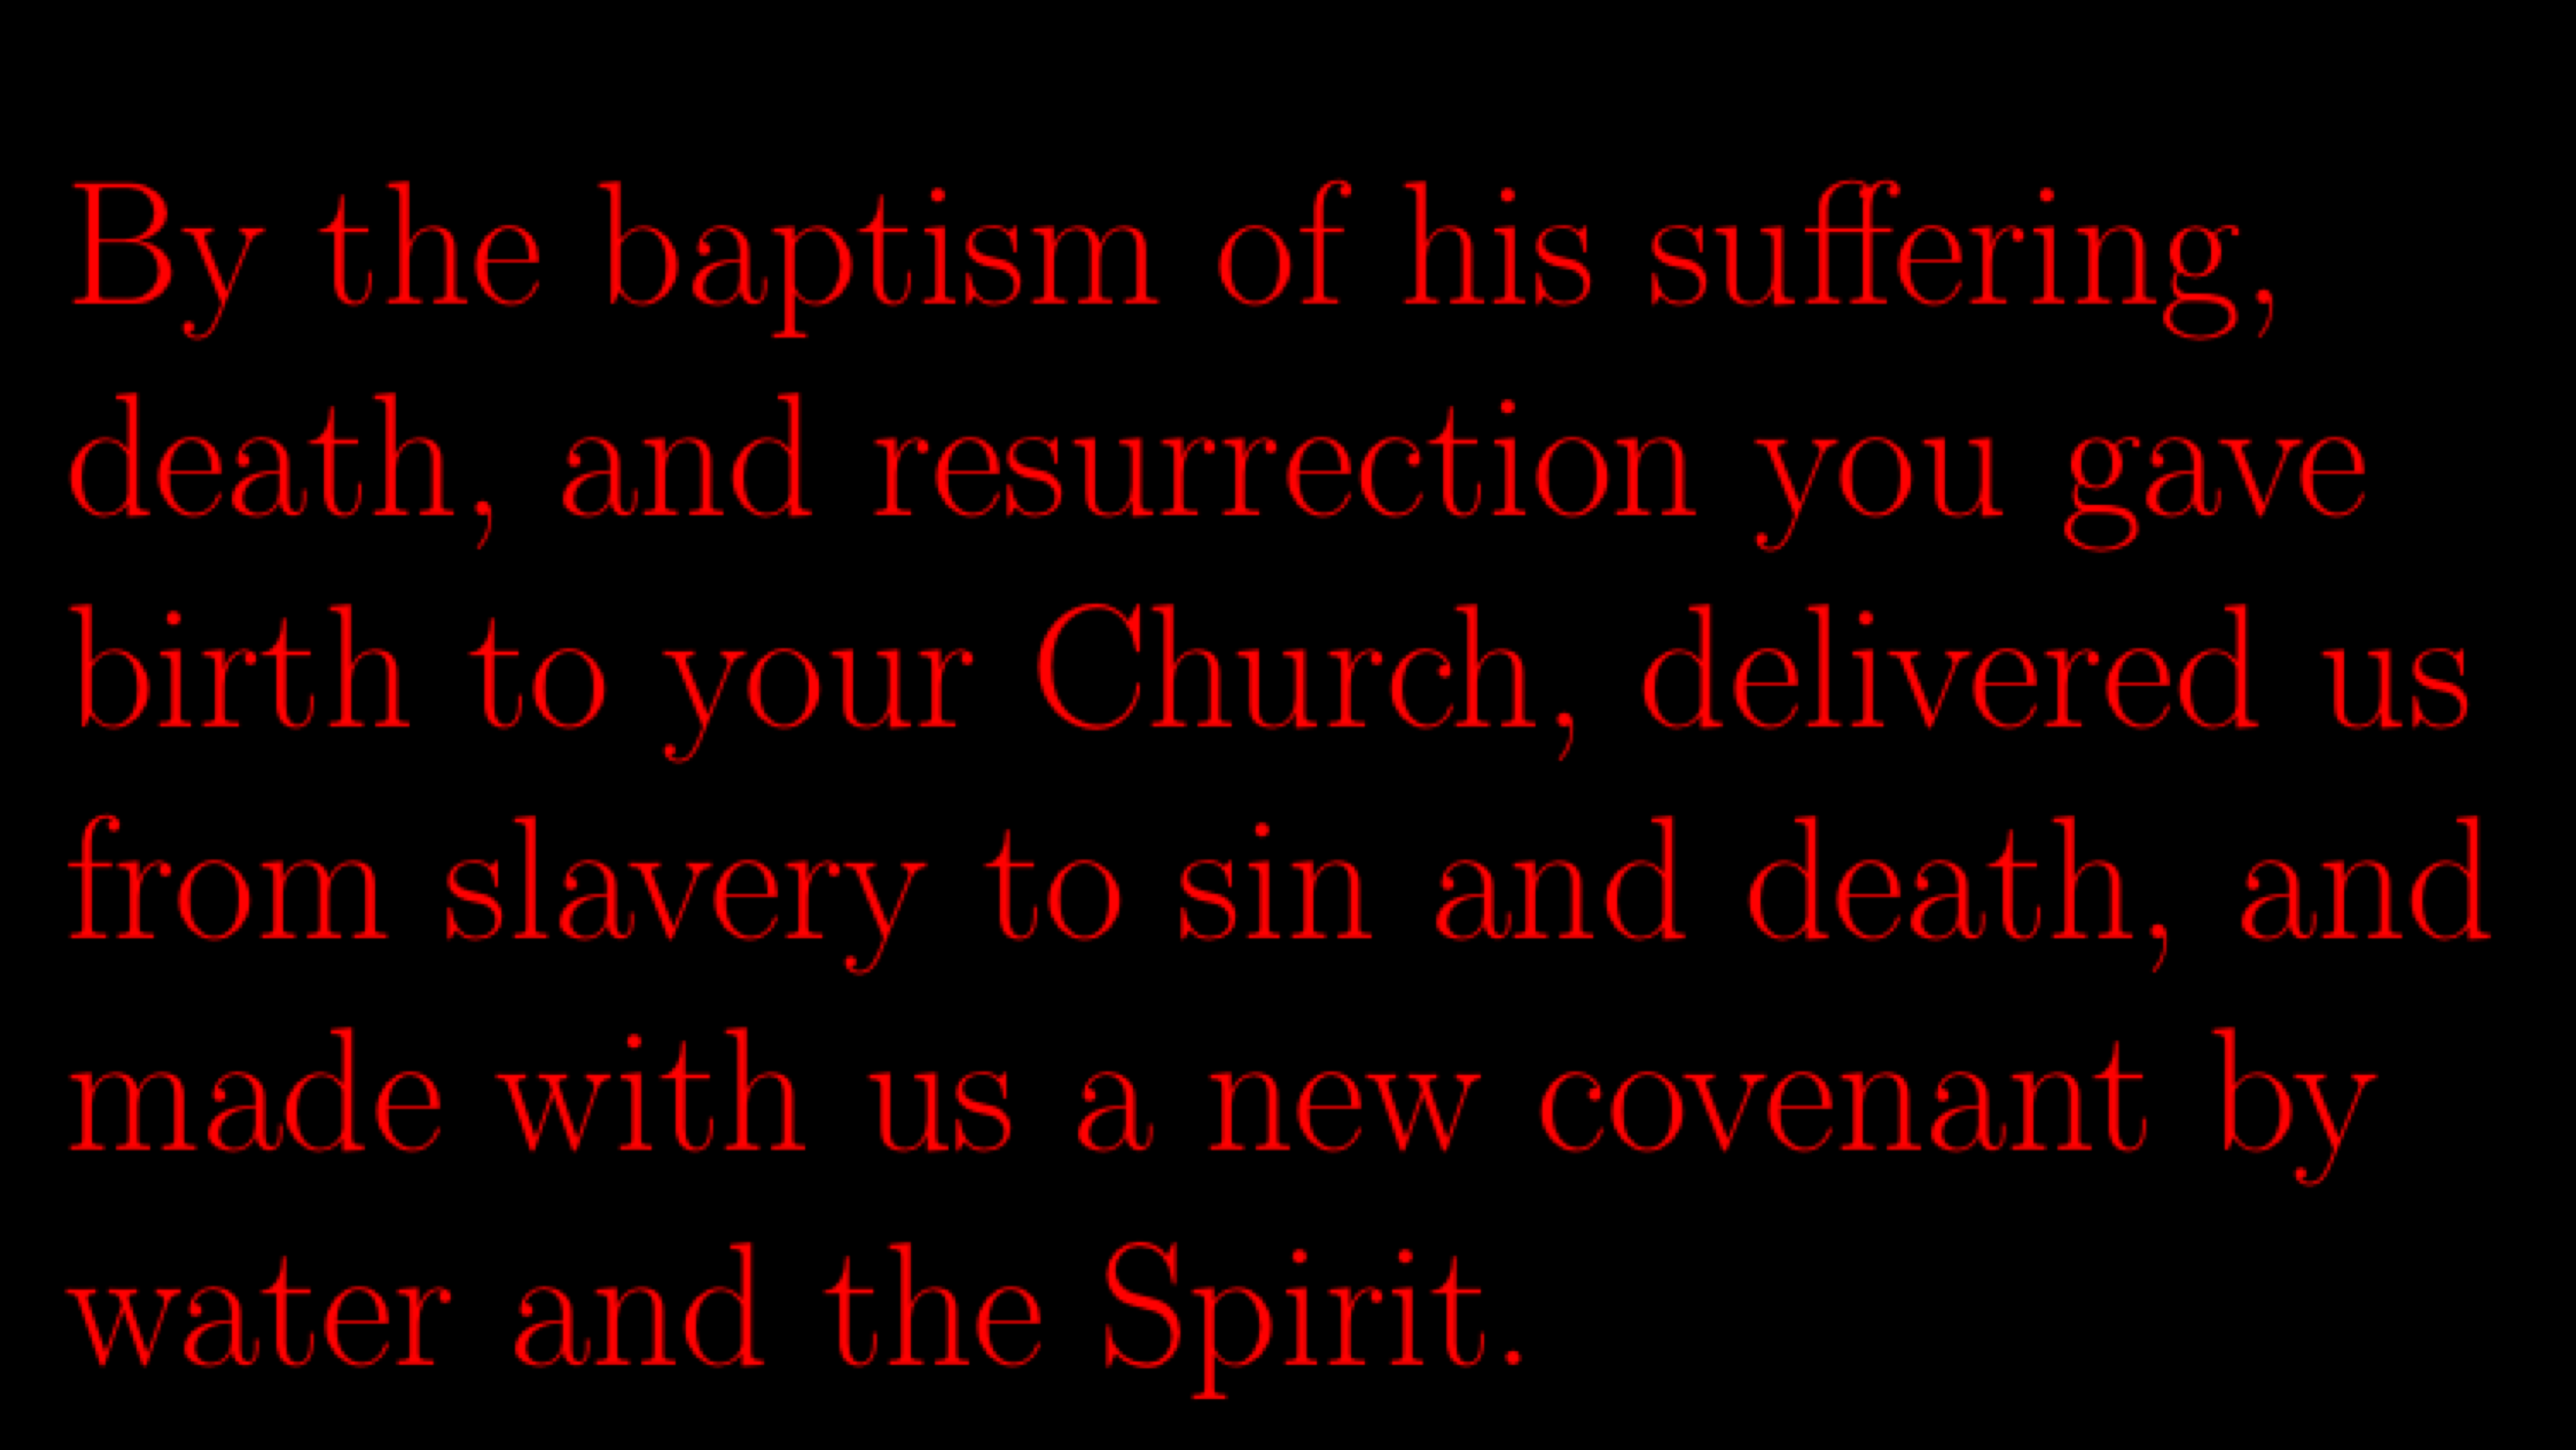 By the baptism of his suffering,
death, and resurrection you gave
birth to your Church, delivered us
from slavery to sin and death, and
made with us a new covenant by
water and the Spirit.